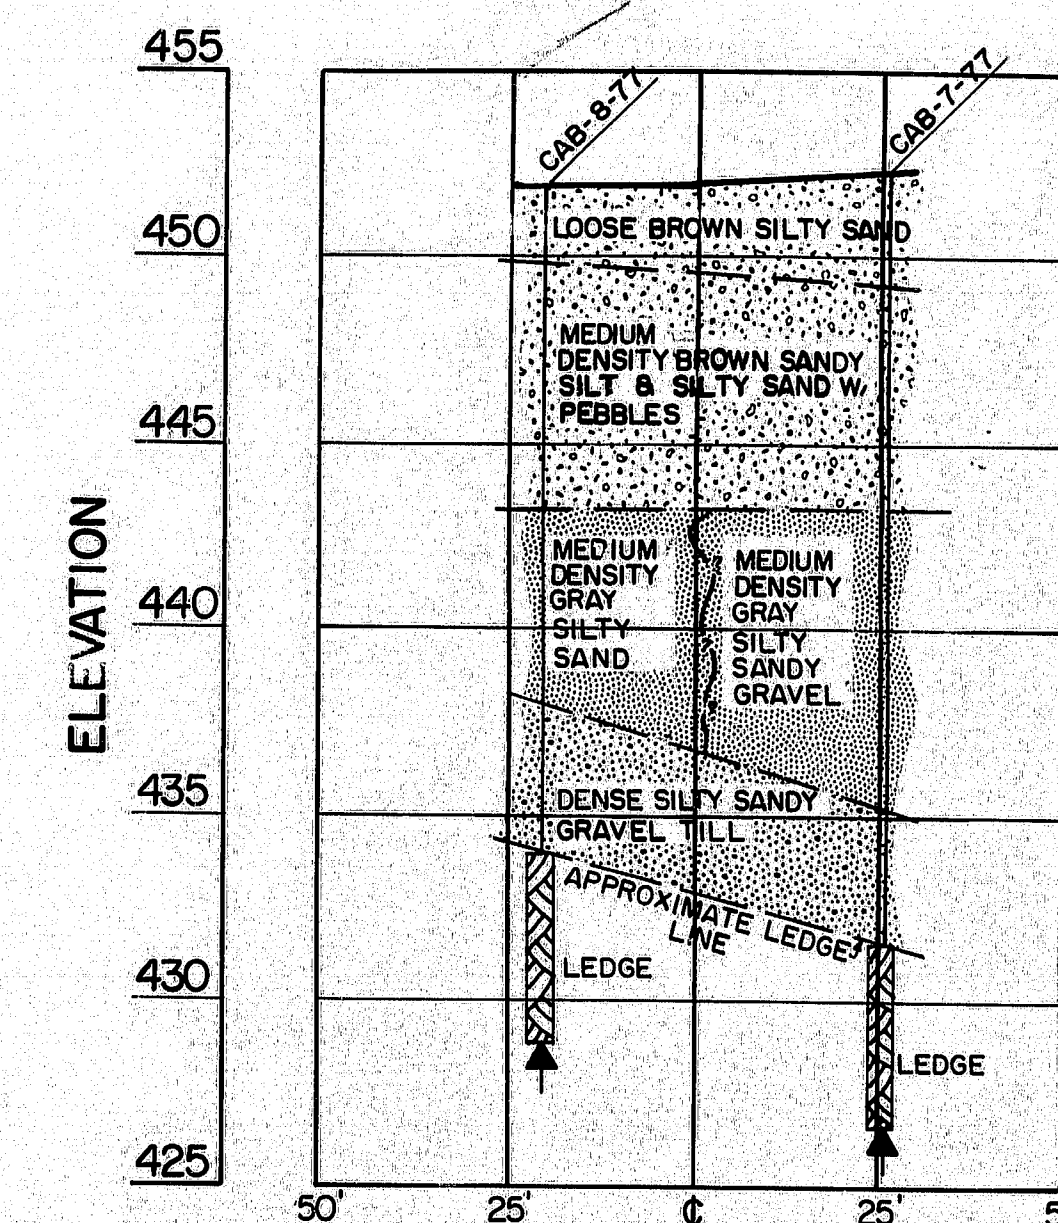 455
450
445
440
435
430
425
ELEVATION
CAB-8-77
CAB-7-77
LOOSE BROWN SILTY SAND
MEDIUM
DENSITY BROWN SANDY
SILT & SILTY SAND W/
PEBBLES
MEDIUM
DENSITY
GRAY
SILTY
SAND
MEDIUM
DENSITY
GRAY
SILTY
SANDY
GRAVEL
DENSE SILTY SANDY
GRAVEL TILL
APPROXIMATE LEDGE
LINE
LEDGE
LEDGE
50' 25' ℄ 25'